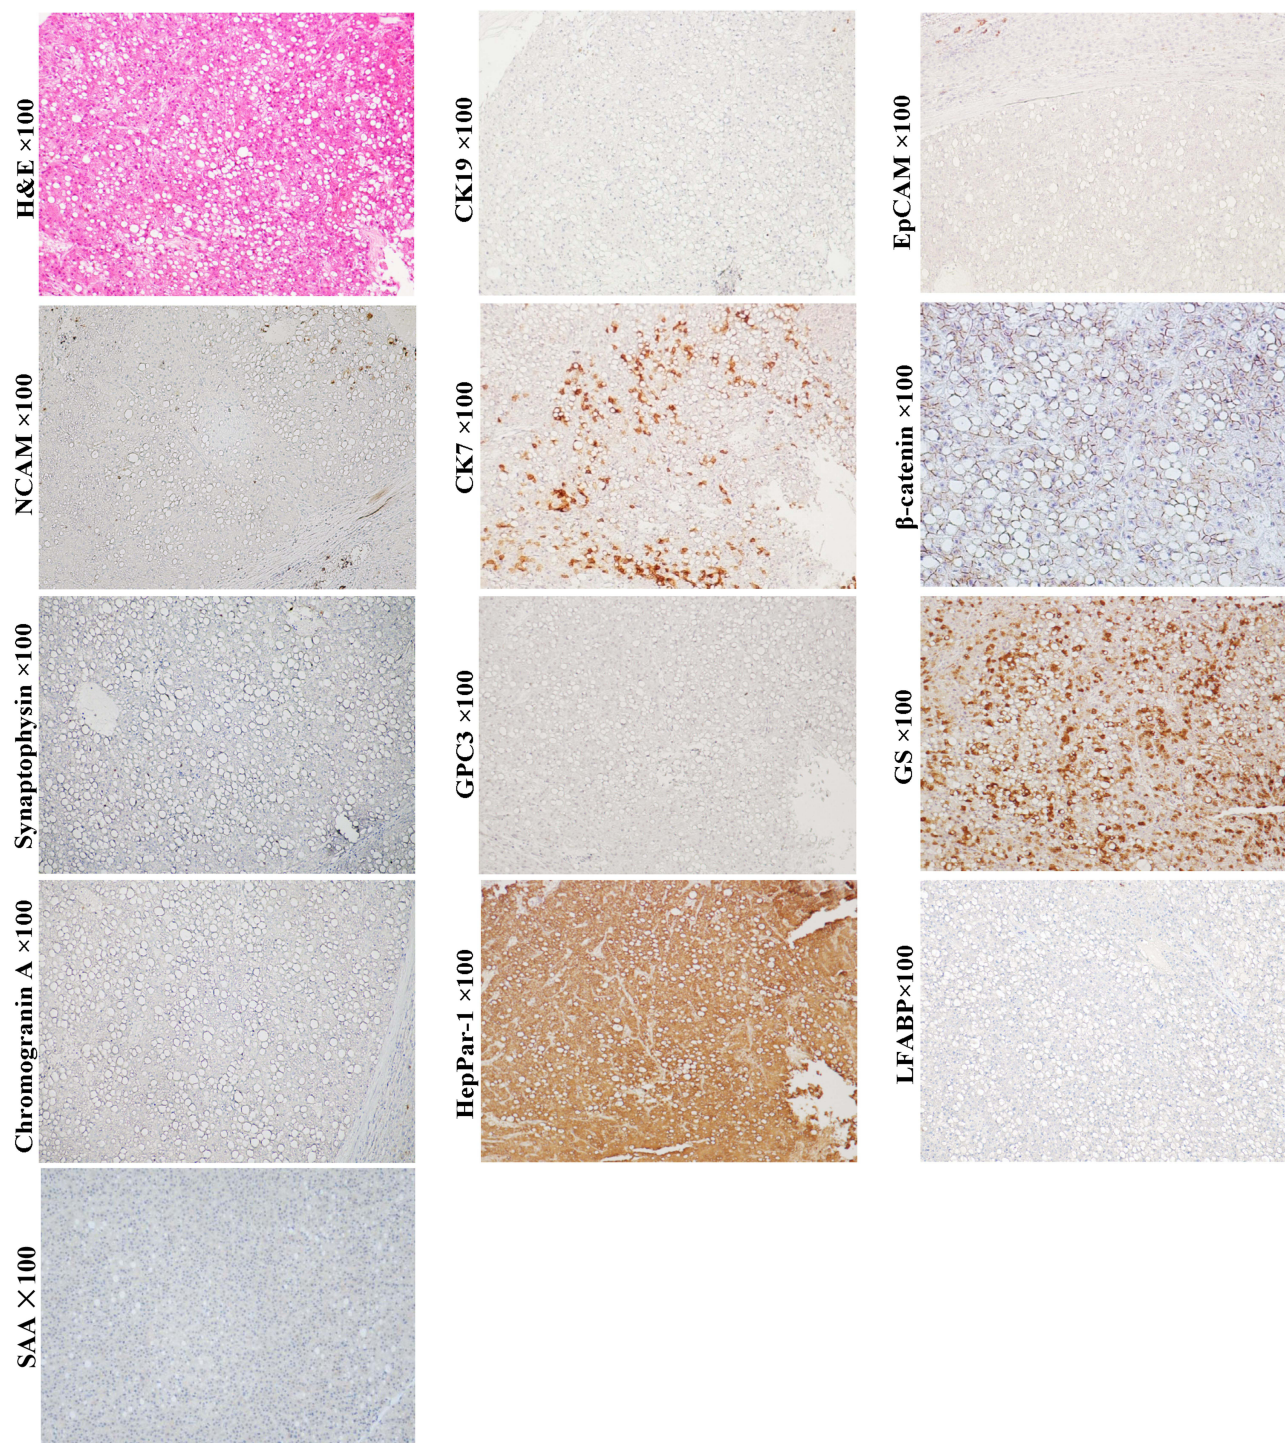 H&E ×100
CK19 ×100
EpCAM ×100
NCAM ×100
CK7 ×100
β-catenin ×100
Synaptophysin ×100
GPC3 ×100
GS ×100
Chromogranin A ×100
HepPar-1 ×100
LFABP×100
SAA ×100